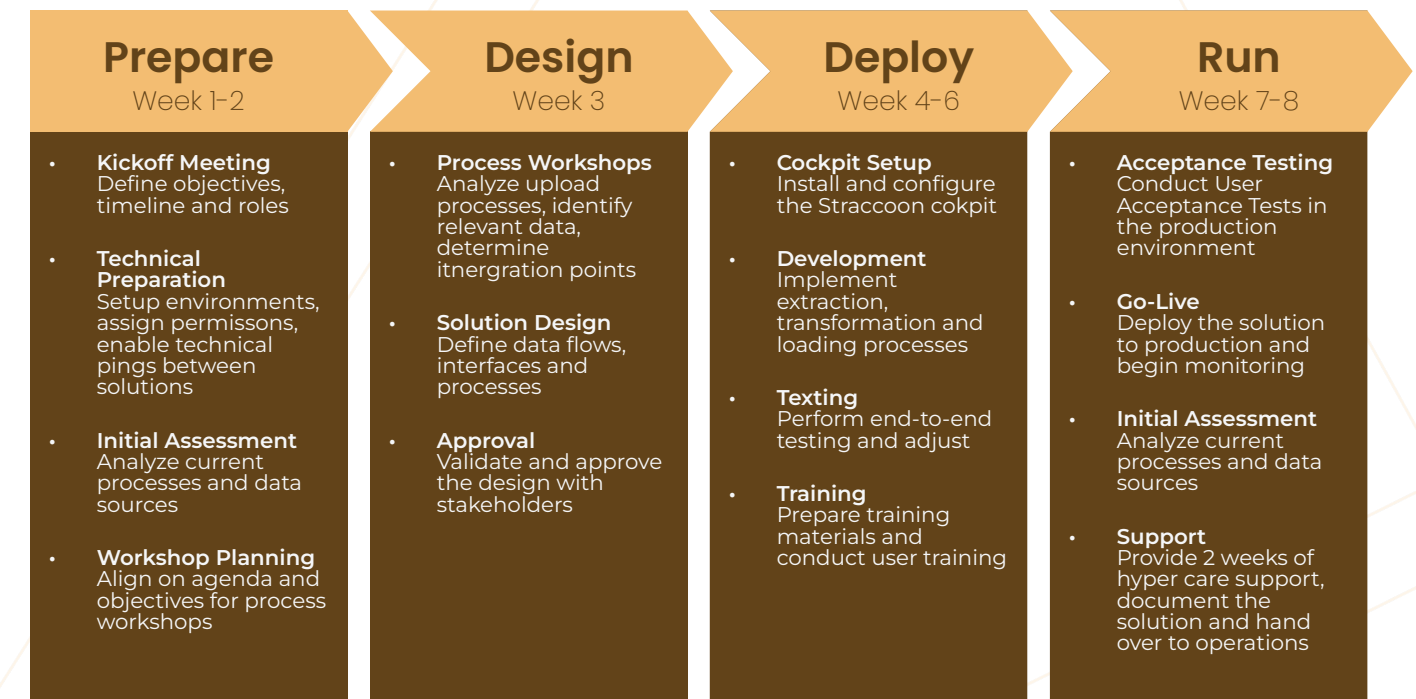 Prepare
Week 1-2
• Kickoff Meeting
Define objectives,
timeline and roles
• Technical
Preparation
Setup environments,
assign permissons,
enable technical
pings between
solutions
• Initial Assessment
Analyze current
processes and data
sources
• Workshop Planning
Align on agenda and
objectives for process
workshops
Design
Week 3
• Process Workshops
Analyze upload
processes, identify
relevant data,
determine
itnergration points
• Solution Design
Define data flows,
interfaces and
processes
• Approval
Validate and approve
the design with
stakeholders
Deploy
Week 4-6
• Cockpit Setup
Install and configure
the Straccoon cokpit
• Development
Implement
extraction,
transformation and
loading processes
• Texting
Perform end-to-end
testing and adjust
• Training
Prepare training
materials and
conduct user training
Run
Week 7-8
• Acceptance Testing
Conduct User
Acceptance Tests in
the production
environment
• Go-Live
Deploy the solution
to production and
begin monitoring
• Initial Assessment
Analyze current
processes and data
sources
• Support
Provide 2 weeks of
hyper care support,
document the
solution and hand
over to operations